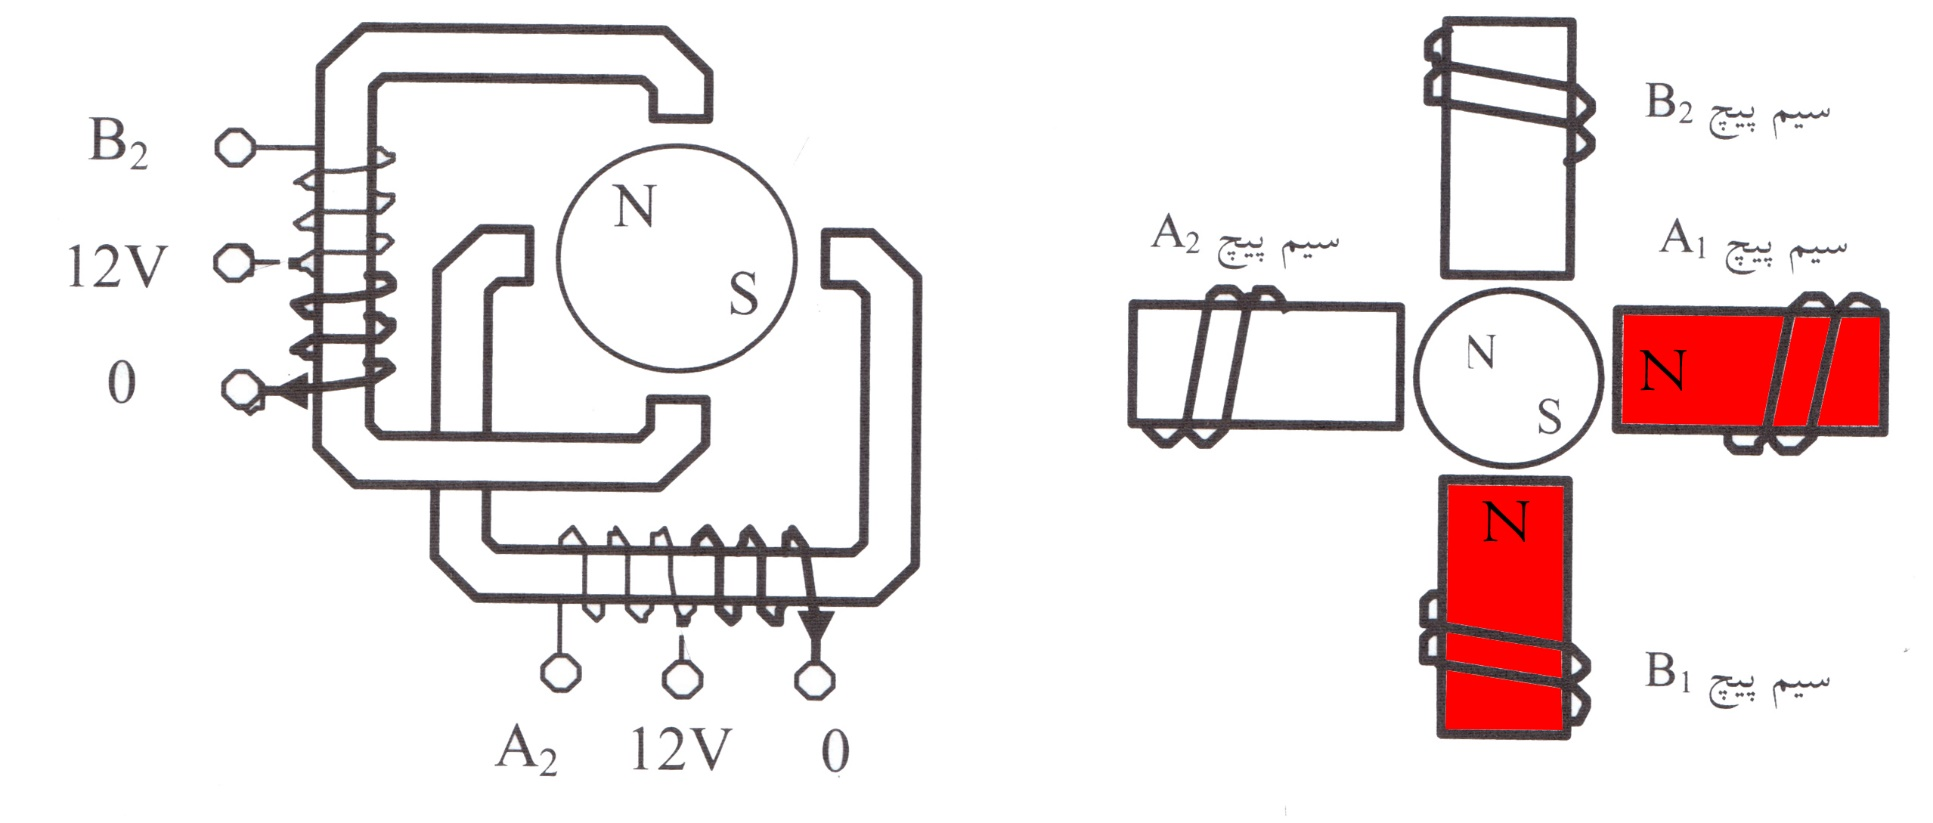 B2
N
12V
S
0
A2 12V 0
سیم پیچ B2
سیم پیچ A2
سیم پیچ A1
N
S
N
N
سیم پیچ B1